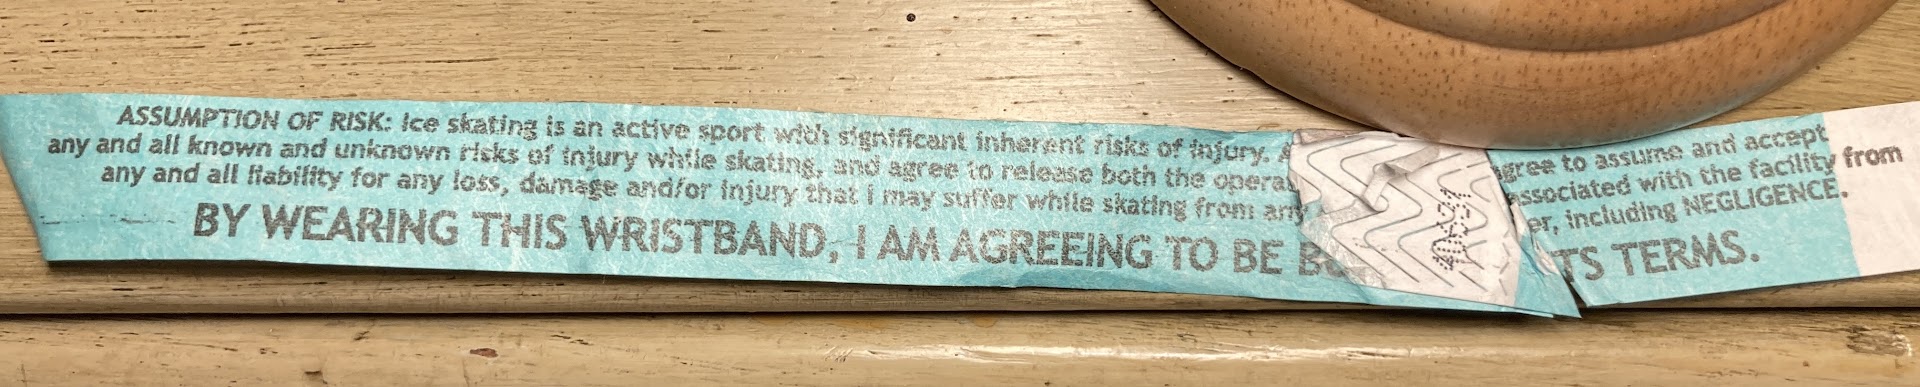 ASSUMPTION OF RISK: Ice skating is an active sport with significant inherent risks of injury. gree to assume and accept
any and all known and unknown risks of injury while skating, and agree to release both the opera associated with the facility from
any and all liability for any loss, damage and/or injury that I may suffer while skating from any er, including NEGLIGENCE.
BY WEARING THIS WRISTBAND, I AM AGREEING TO BE TS TERMS.